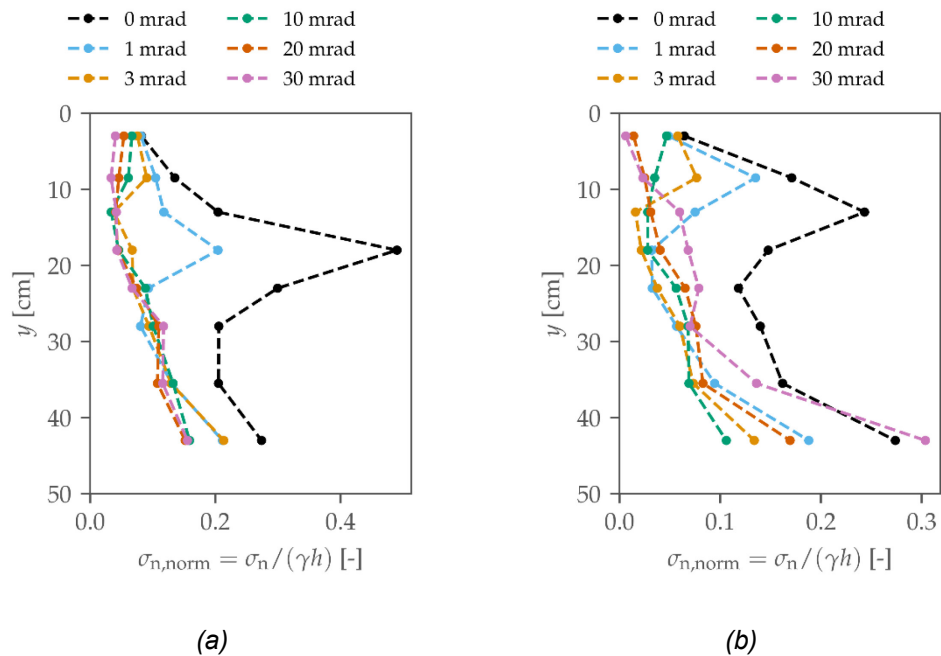 0 mrad
1 mrad
3 mrad
10 mrad
20 mrad
30 mrad
0
10
20
30
40
50
y [cm]
0.0 0.2 0.4
σn,norm = σn/(γh) [-]
(a)
0 mrad
1 mrad
3 mrad
10 mrad
20 mrad
30 mrad
0
10
20
30
40
50
y [cm]
0.0 0.1 0.2 0.3
σn,norm = σn/(γh) [-]
(b)